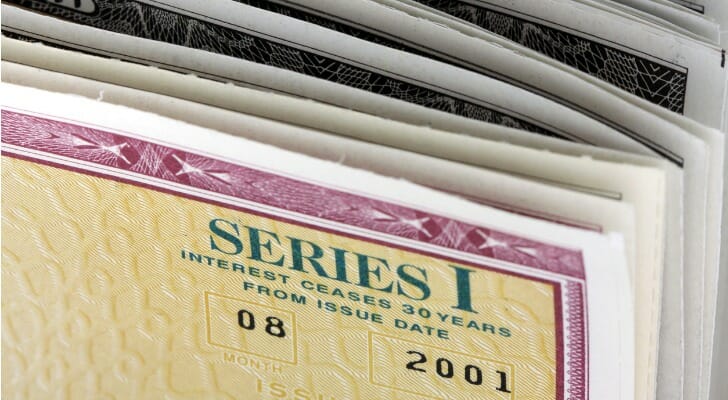 SERIES I
INTEREST CEASES 30 YEARS
FROM ISSUE DATE
08 2001
MONTH